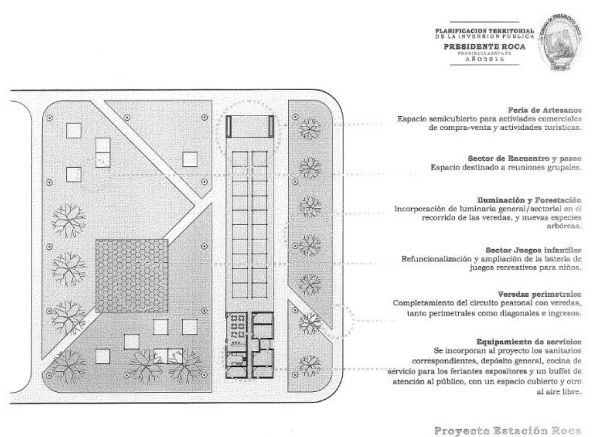 PLANIFICACION TERRITORIAL
DE LA INVERSION PUBLICA
PRESIDENTE ROCA
PROVINCIA SANTA FE
AÑO 2016
Feria de Artesanos
Espacio semicubierto para activiades comerciales
de compra-venta y actividades turísticas.
Sector de Encuentro y paseo
Espacio destinado a reuniones grupales.
Iluminación y Forestación
Incorporación de luminaria general/sectorial en el
recorrido de las veredas, y nuevas especies
arbóreas.
Sector Juegos infantiles
Refuncionalización y ampliación de la batería de
juegos recreativos para niños.
Veredas perimetrales
Completamiento del circuito peatonal con veredas,
tanto perimetrales como diagonales e ingresos.
Equipamiento de servicios
Se incorporan al proyecto los sanitarios
correspondientes, depósito general, cocina de
servicio para los feriantes expositores y un buffet de
atención al público, con un espacio cubierto y otro
al aire libre.
Proyecto Estación Roca